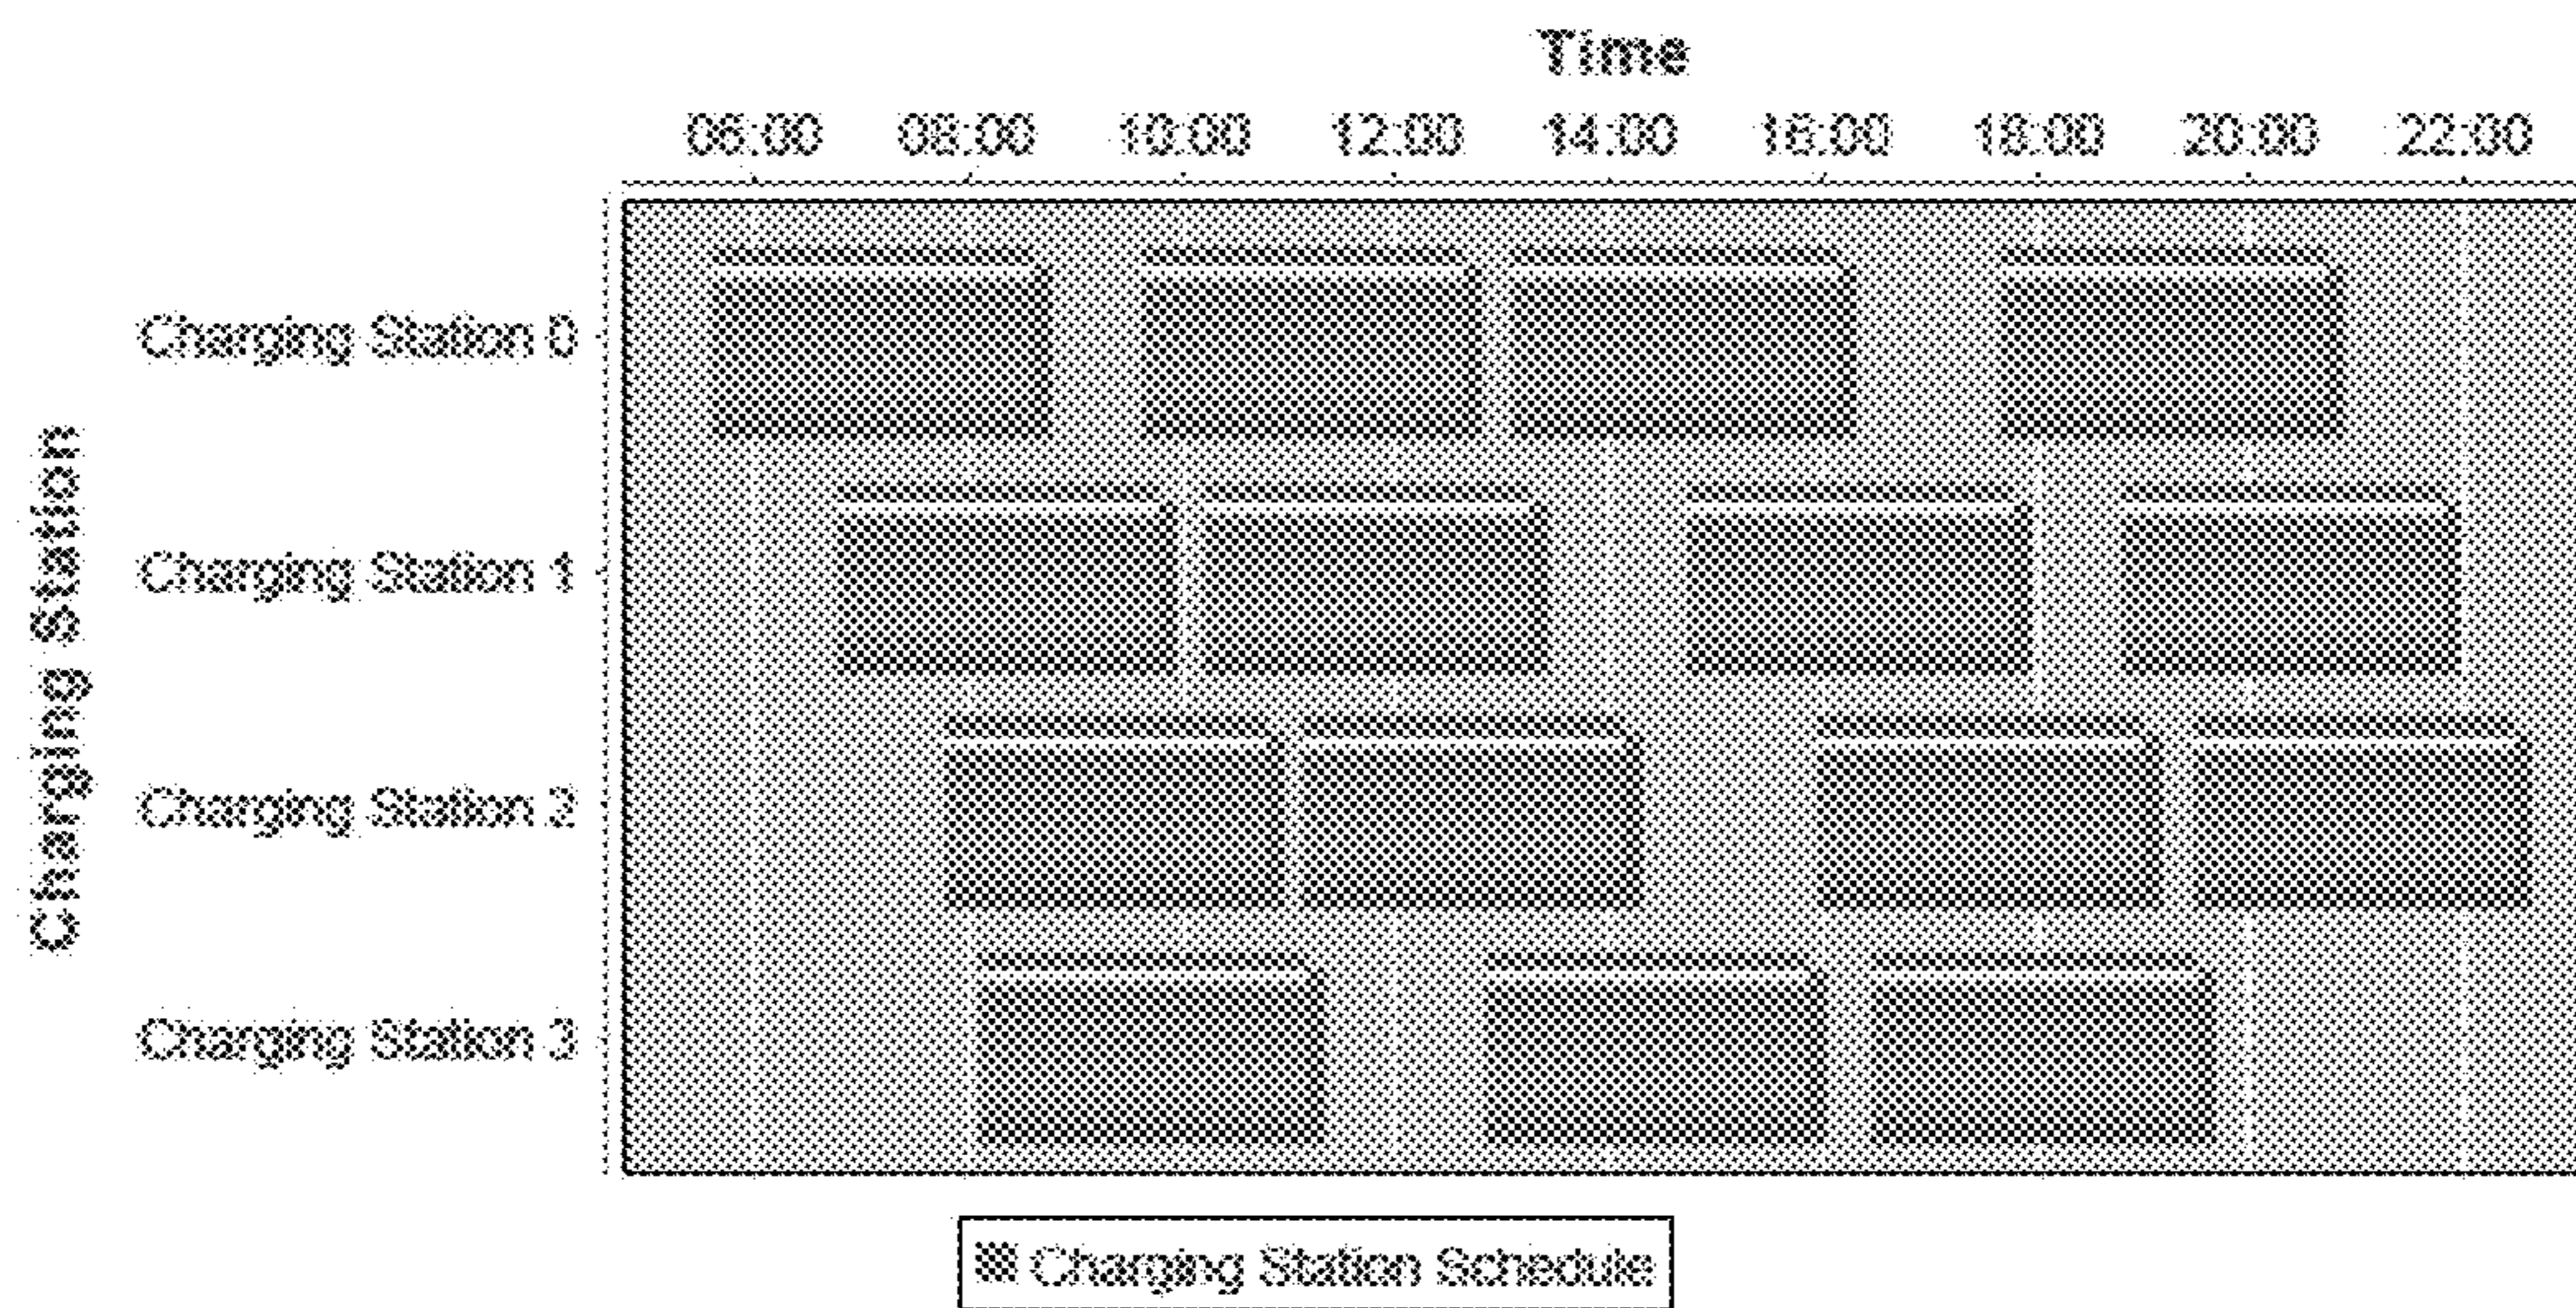 Time
06:00 08:00 10:00 12:00 14:00 16:00 18:00 20:00 22:00
Charging Station
Charging Station 0
Charging Station 1
Charging Station 2
Charging Station 3
Charging Station Schedule